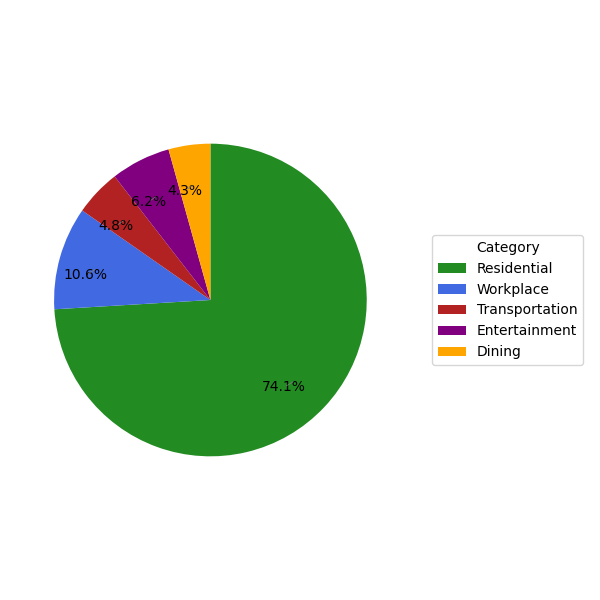 4.3%
6.2%
4.8%
10.6%
74.1%
Category
Residential
Workplace
Transportation
Entertainment
Dining